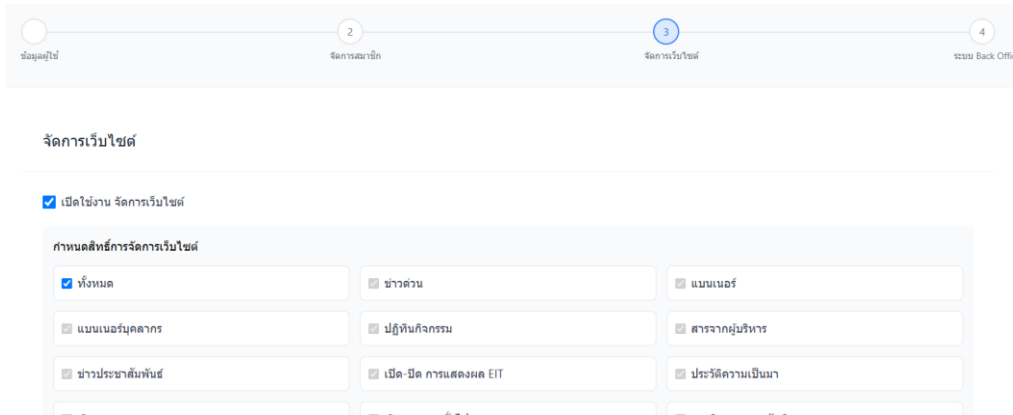 2
3
4
ข้อมูลผู้ใช้
จัดการสมาชิก
จัดการเว็บไซต์
ระบบ Back Offi
จัดการเว็บไซต์
เปิดใช้งาน จัดการเว็บไซต์
กำหนดสิทธิ์การจัดการเว็บไซต์
ทั้งหมด
ข่าวด่วน
แบนเนอร์
แบนเนอร์บุคลากร
ปฏิทินกิจกรรม
สารจากผู้บริหาร
ข่าวประชาสัมพันธ์
เปิด-ปิด การแสดงผล EIT
ประวัติความเป็นมา